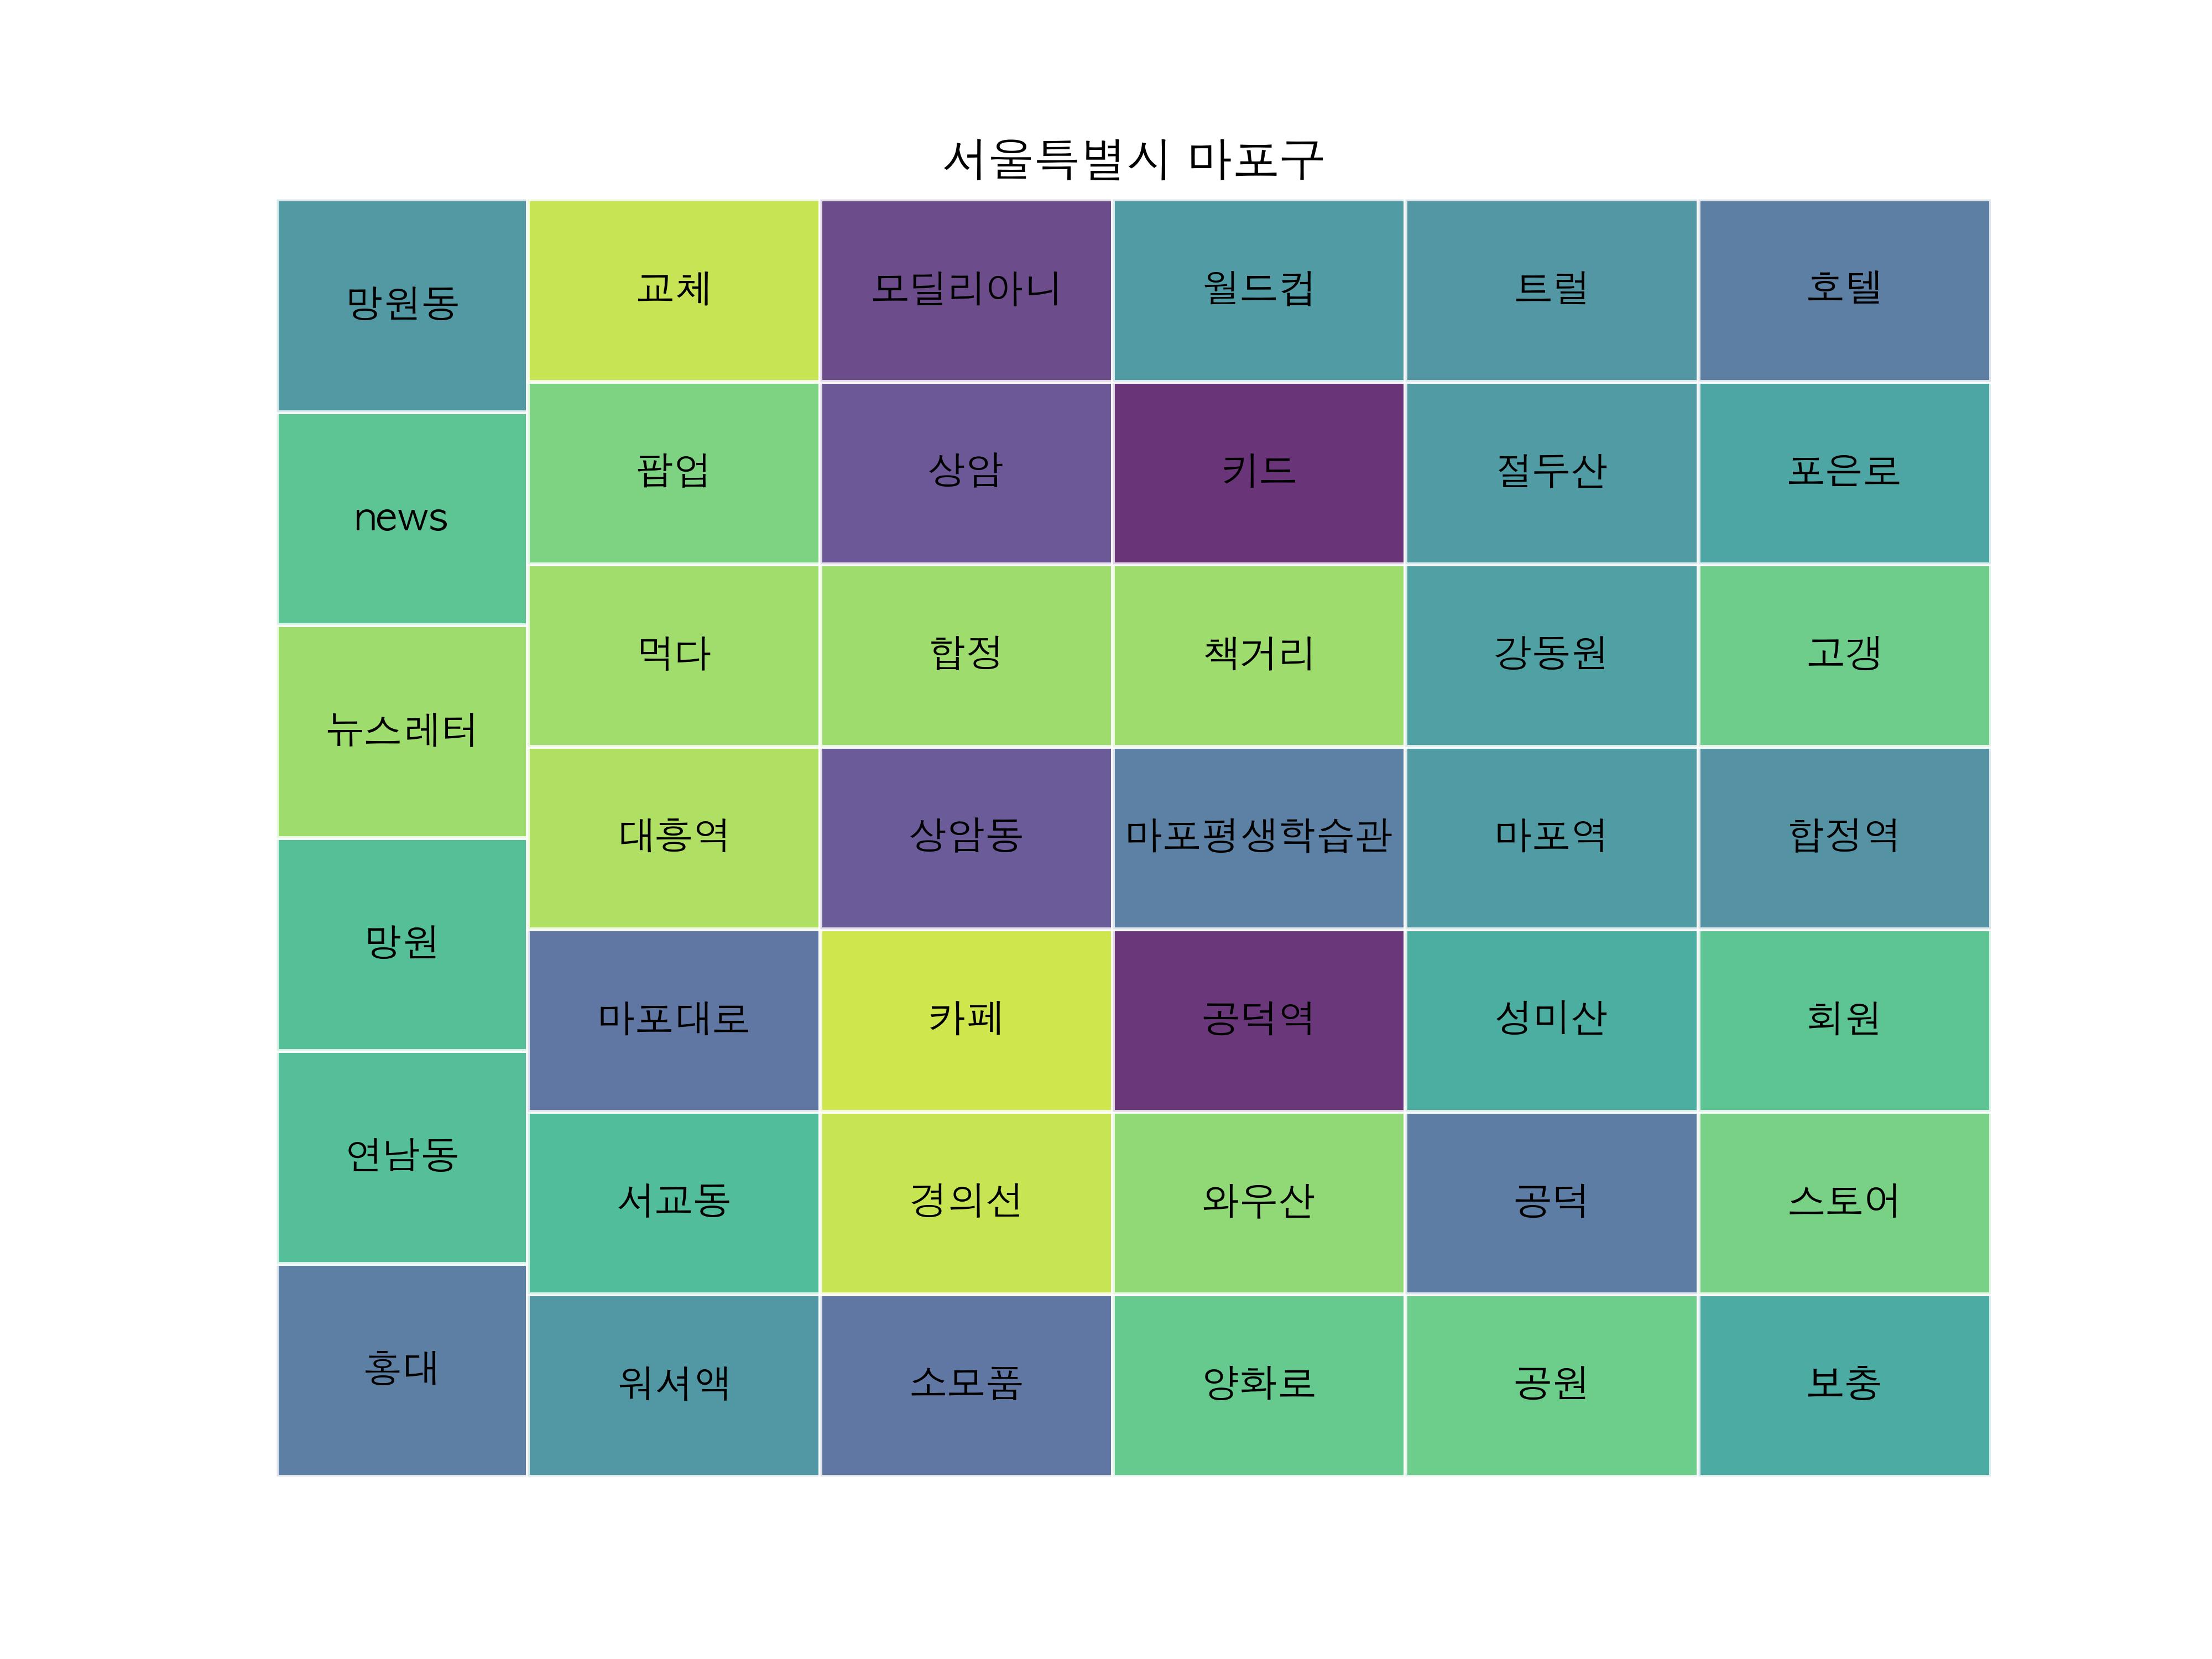 서울특별시 마포구
망원동
news
뉴스레터
망원
연남동
홍대
교체
팝업
먹다
대흥역
마포대로
서교동
워서액
모딜리아니
상암
합정
상암동
카페
경의선
소모품
월드컵
키드
책거리
마포평생학습관
공덕역
와우산
양화로
트럴
절두산
강동원
마포역
성미산
공덕
공원
호텔
포은로
고갱
합정역
회원
스토어
보충